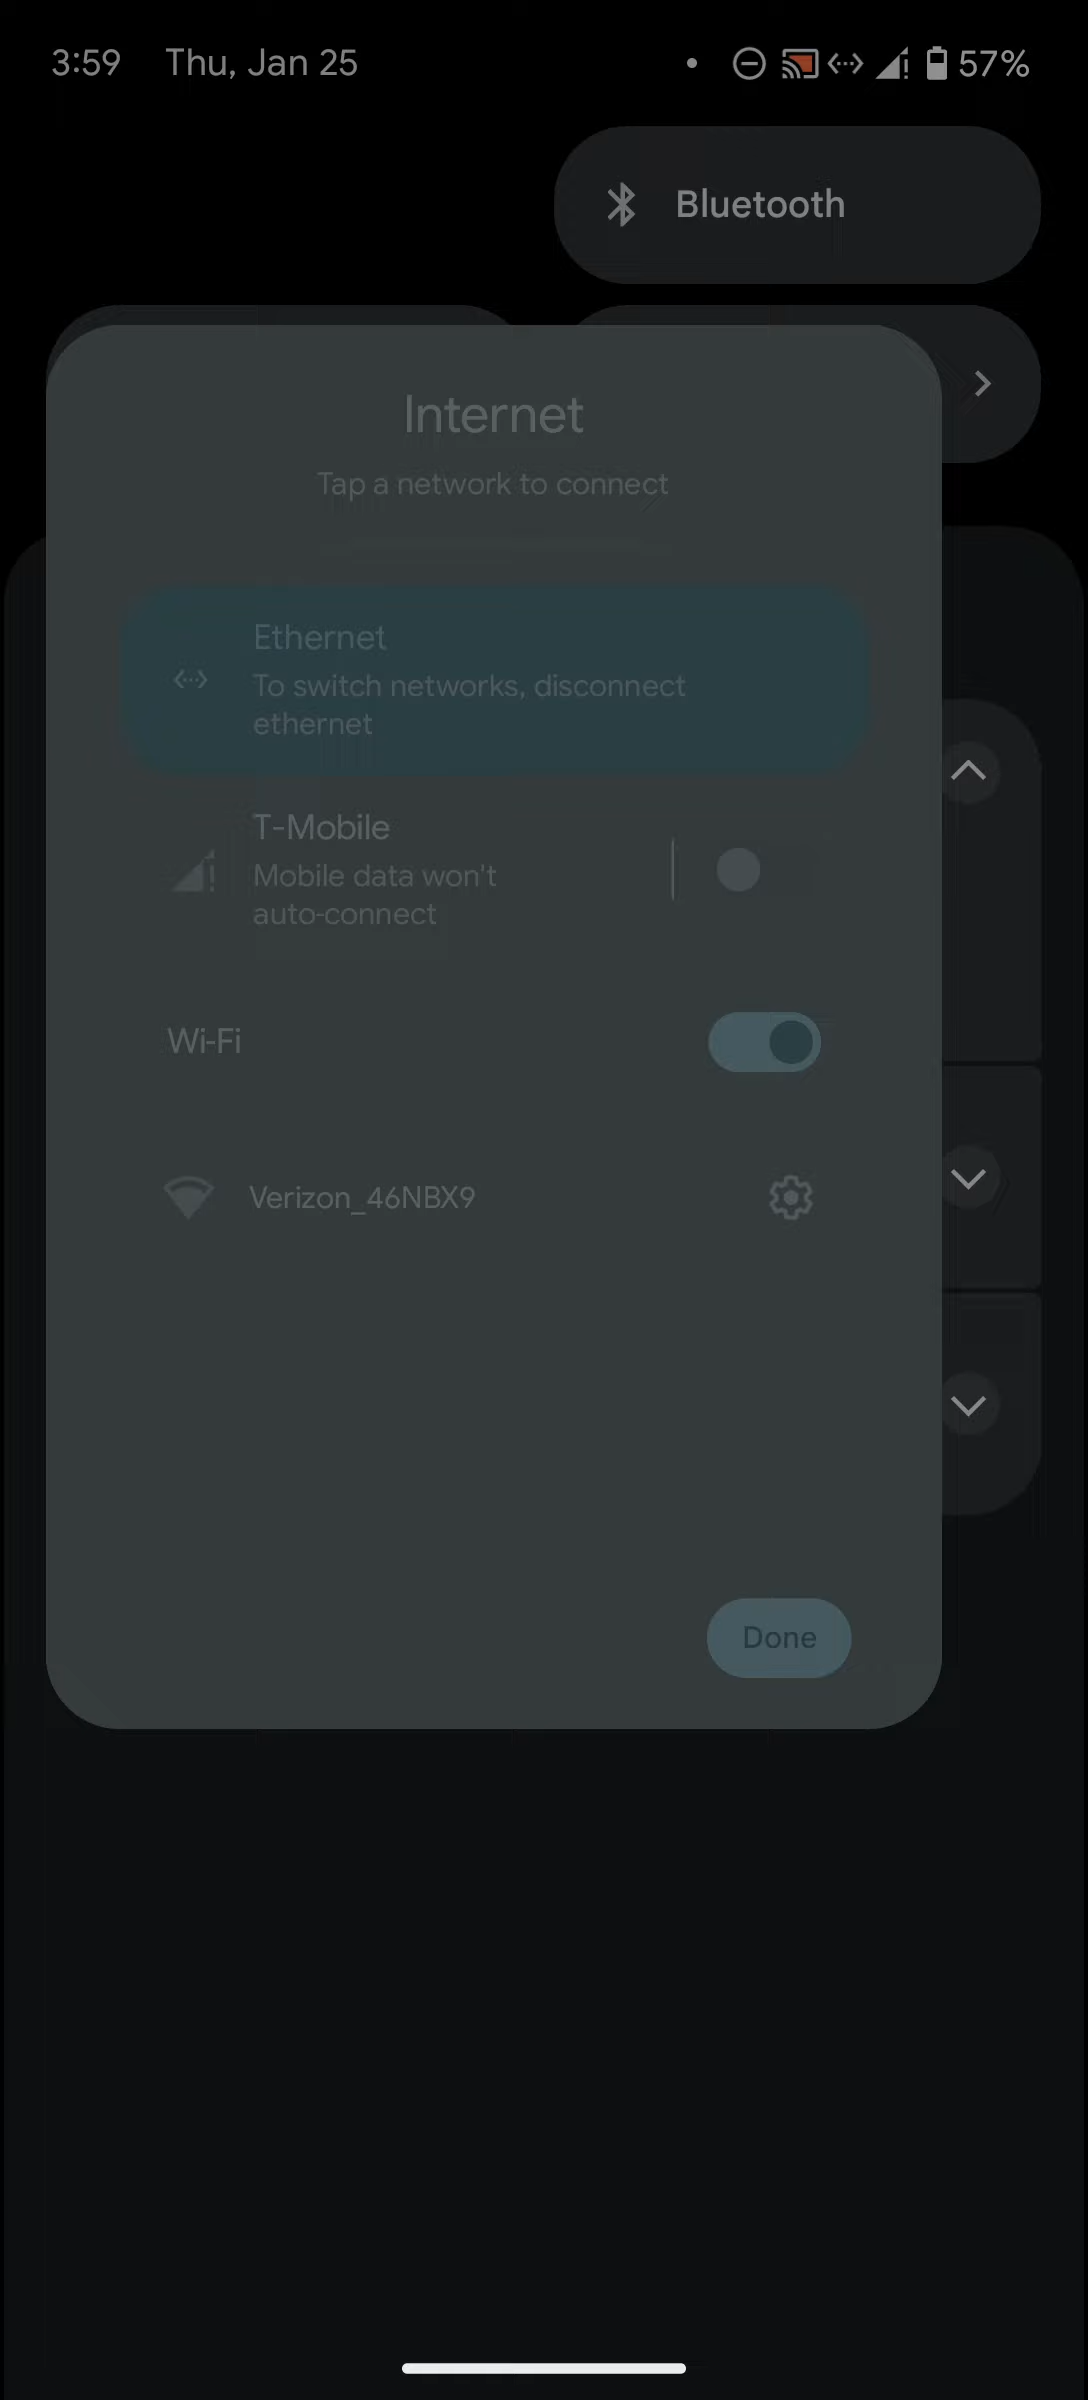 3:59 Thu, Jan 25 57%
Bluetooth
Internet
Tap a network to connect
Ethernet
To switch networks, disconnect
ethernet
T-Mobile
Mobile data won't
auto-connect
Wi-Fi
Verizon_46NBX9
Done